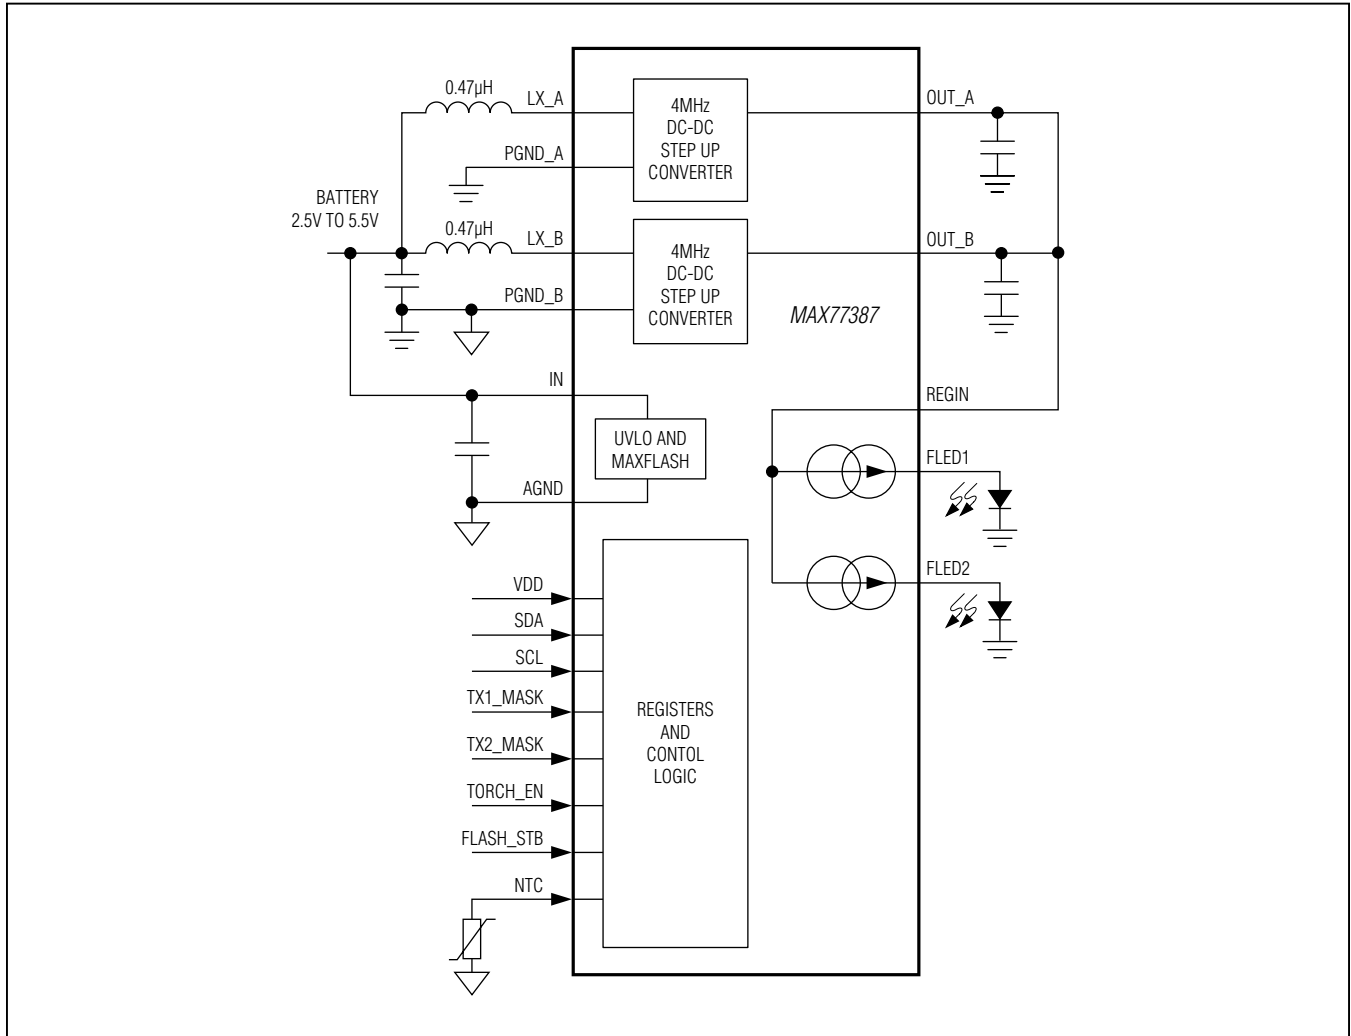 0.47µH
LX_A
4MHz
DC-DC
STEP UP
CONVERTER
OUT_A
PGND_A
BATTERY
2.5V TO 5.5V
0.47µH
LX_B
4MHz
DC-DC
STEP UP
CONVERTER
OUT_B
PGND_B
MAX77387
IN
UVLO AND
MAXFLASH
AGND
REGIN
FLED1
FLED2
VDD
SDA
SCL
TX1_MASK
TX2_MASK
TORCH_EN
FLASH_STB
NTC
REGISTERS
AND
CONTOL
LOGIC